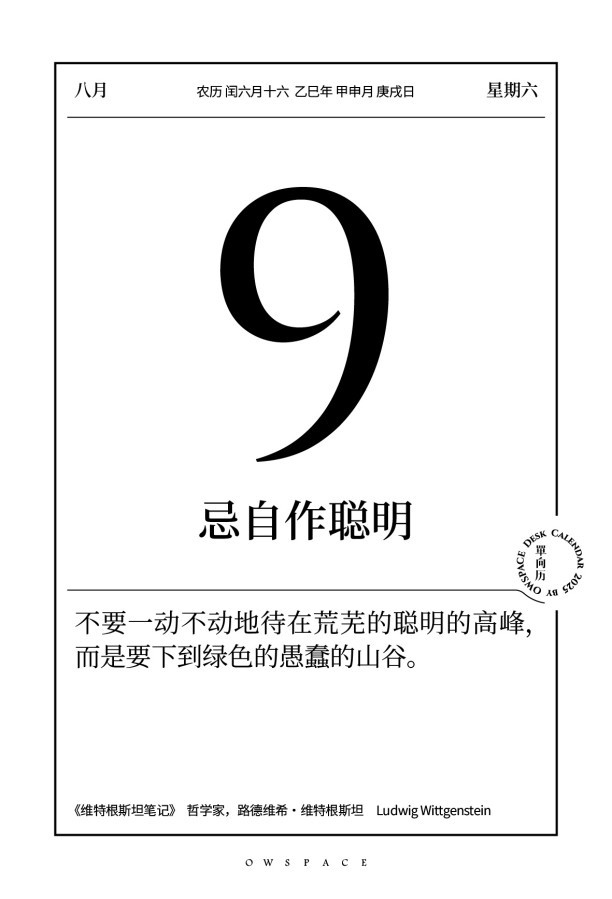 八月
农历 闰六月十六 乙巳年 甲申月 庚戌日
星期六
9
忌自作聪明
DESK CALENDAR 2025 BY OWSPACE
單向历
不要一动不动地待在荒芜的聪明的高峰，
而是要下到绿色的愚蠢的山谷。
《维特根斯坦笔记》 哲学家，路德维希·维特根斯坦 Ludwig Wittgenstein
OWSPACE